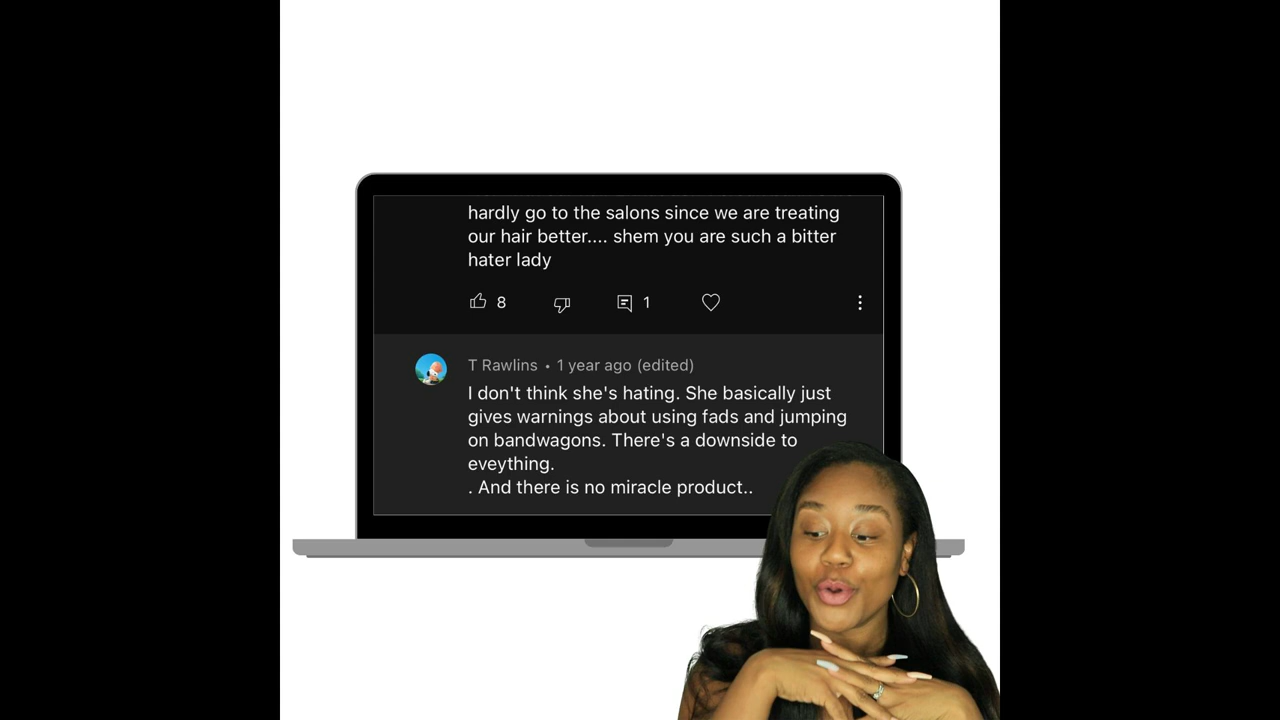 hardly go to the salons since we are treating
our hair better.... shem you are such a bitter
hater lady
8
1
T Rawlins • 1 year ago (edited)
I don't think she's hating. She basically just
gives warnings about using fads and jumping
on bandwagons. There's a downside to
eveything.
. And there is no miracle product..